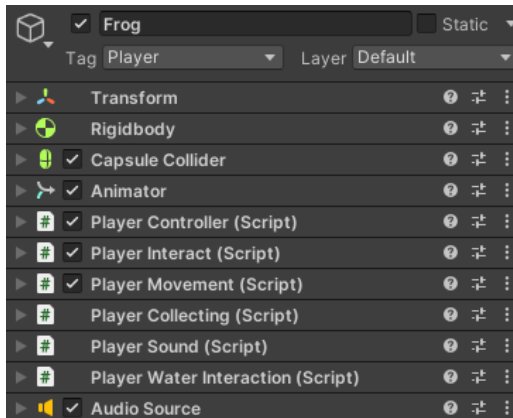 Frog Static
Tag Player Layer Default
Transform
Rigidbody
Capsule Collider
Animator
# Player Controller (Script)
# Player Interact (Script)
# Player Movement (Script)
# Player Collecting (Script)
# Player Sound (Script)
# Player Water Interaction (Script)
Audio Source